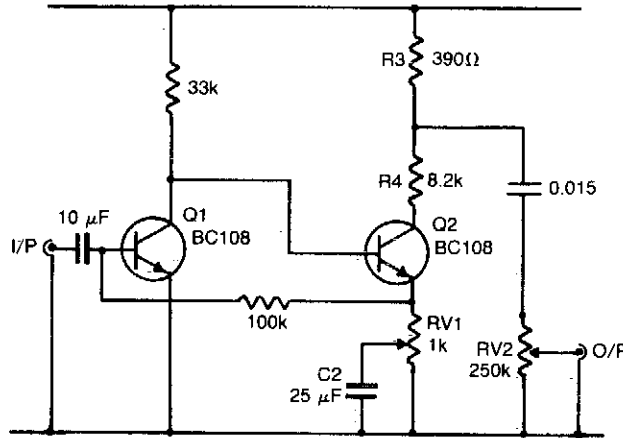 R3
390Ω
33k
R4
8.2k
0.015
10 µF
Q1
BC108
Q2
BC108
I/P
100k
RV1
1k
C2
25 µF
RV2
250k
O/P